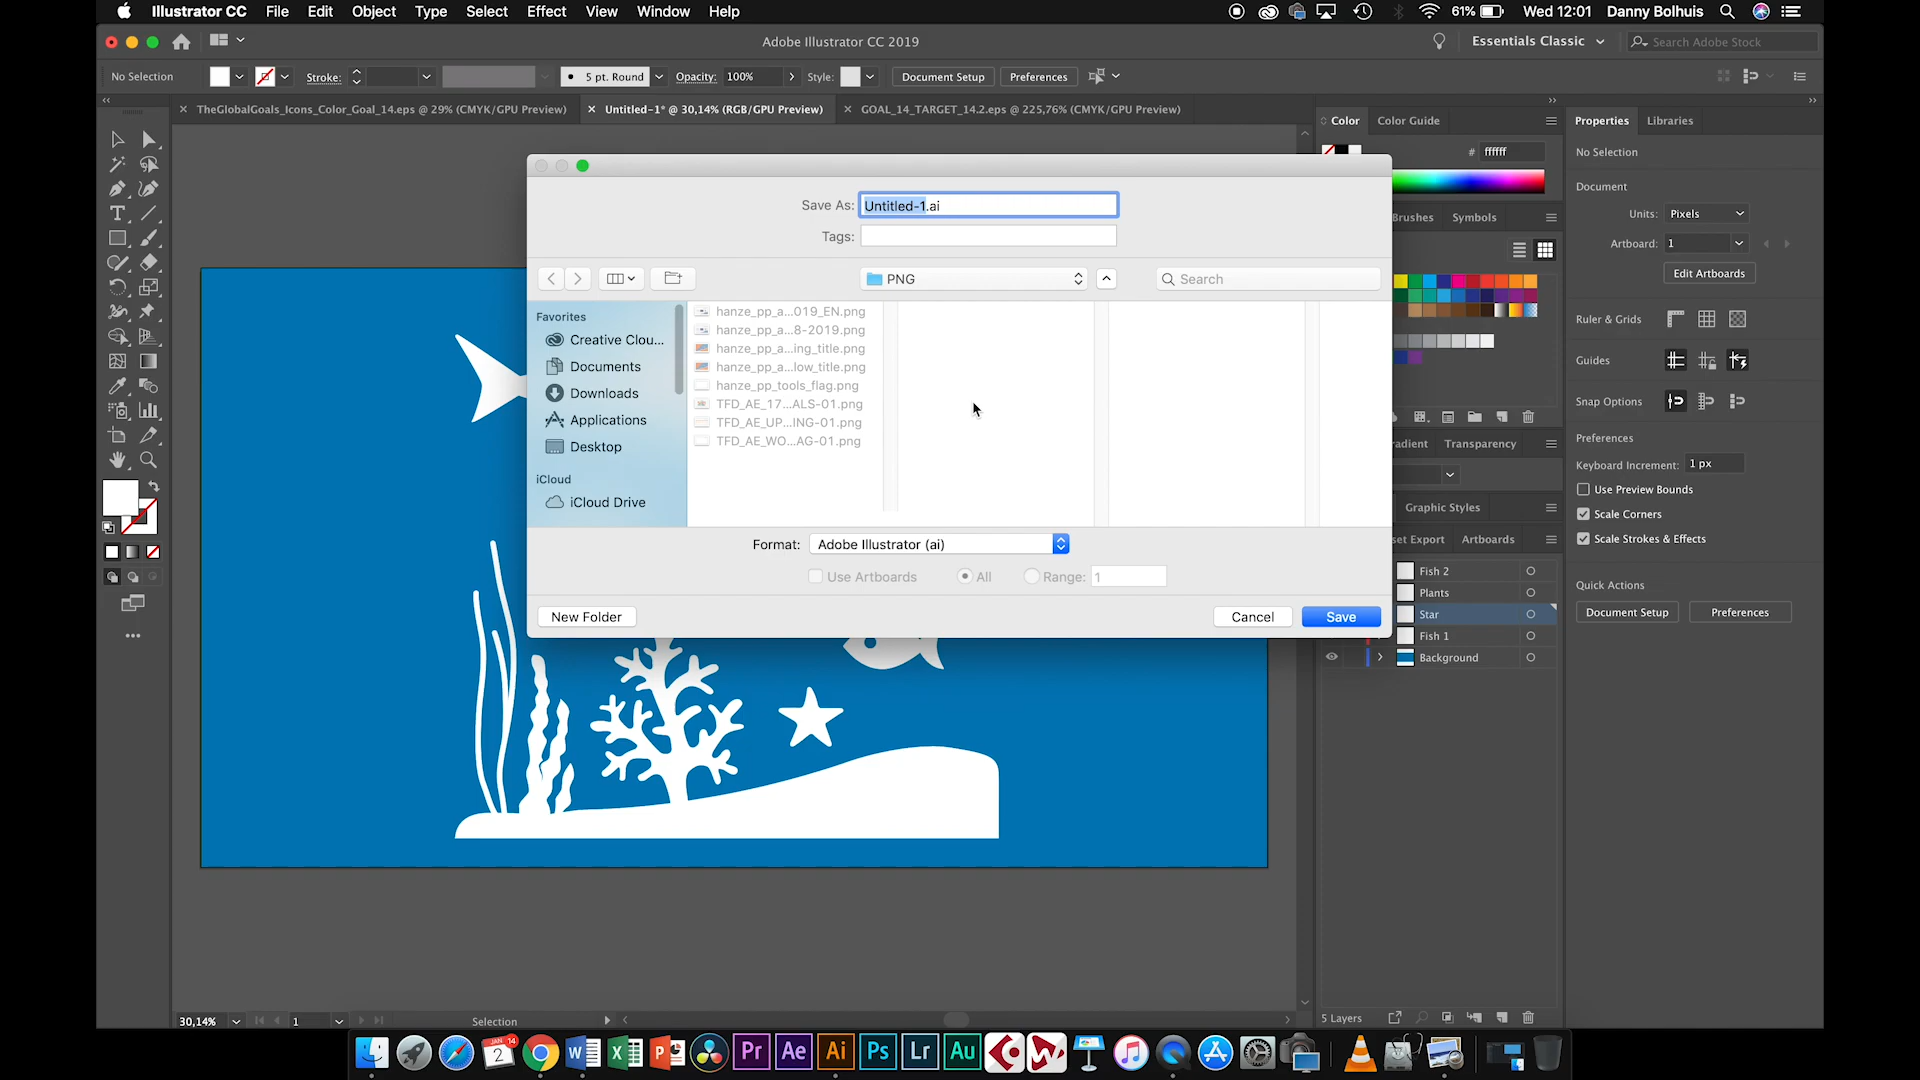 Illustrator CC File Edit Object Type Select Effect View Window Help 61% Wed 12:01 Danny Bolhuis
Adobe Illustrator CC 2019 Essentials Classic Search Adobe Stock
No Selection Stroke: 5 pt. Round Opacity: 100% Style: Document Setup Preferences
TheGlobalGoals_Icons_Color_Goal_14.eps @ 29% (CMYK/GPU Preview) Untitled-1* @ 30,14% (RGB/GPU Preview) GOAL_14_TARGET_14.2.eps @ 225,76% (CMYK/GPU Preview)
Color Color Guide Properties Libraries
# ffffff No Selection
Document
Save As: Untitled-1.ai
Units: Pixels
Brushes Symbols
Tags:
Artboard: 1
Edit Artboards
PNG Search
Favorites
Creative Clou...
Documents
Downloads
Applications
Desktop
iCloud
iCloud Drive
hanze_pp_a...019_EN.png
hanze_pp_a...8-2019.png
hanze_pp_a...ing_title.png
hanze_pp_a...low_title.png
hanze_pp_tools_flag.png
TFD_AE_17...ALS-01.png
TFD_AE_UP...ING-01.png
TFD_AE_WO...AG-01.png
Ruler & Grids
Guides
Snap Options
Preferences
radient Transparency
Keyboard Increment: 1 px
Use Preview Bounds
Graphic Styles
Scale Corners
Scale Strokes & Effects
set Export Artboards
Format: Adobe Illustrator (ai)
Use Artboards All Range: 1
New Folder Cancel Save
Fish 2
Plants
Star
Fish 1
Background
Quick Actions
Document Setup Preferences
30,14% 1 Selection
5 Layers
JAN 14
2
W X P Pr Ae Ai Ps Lr Au